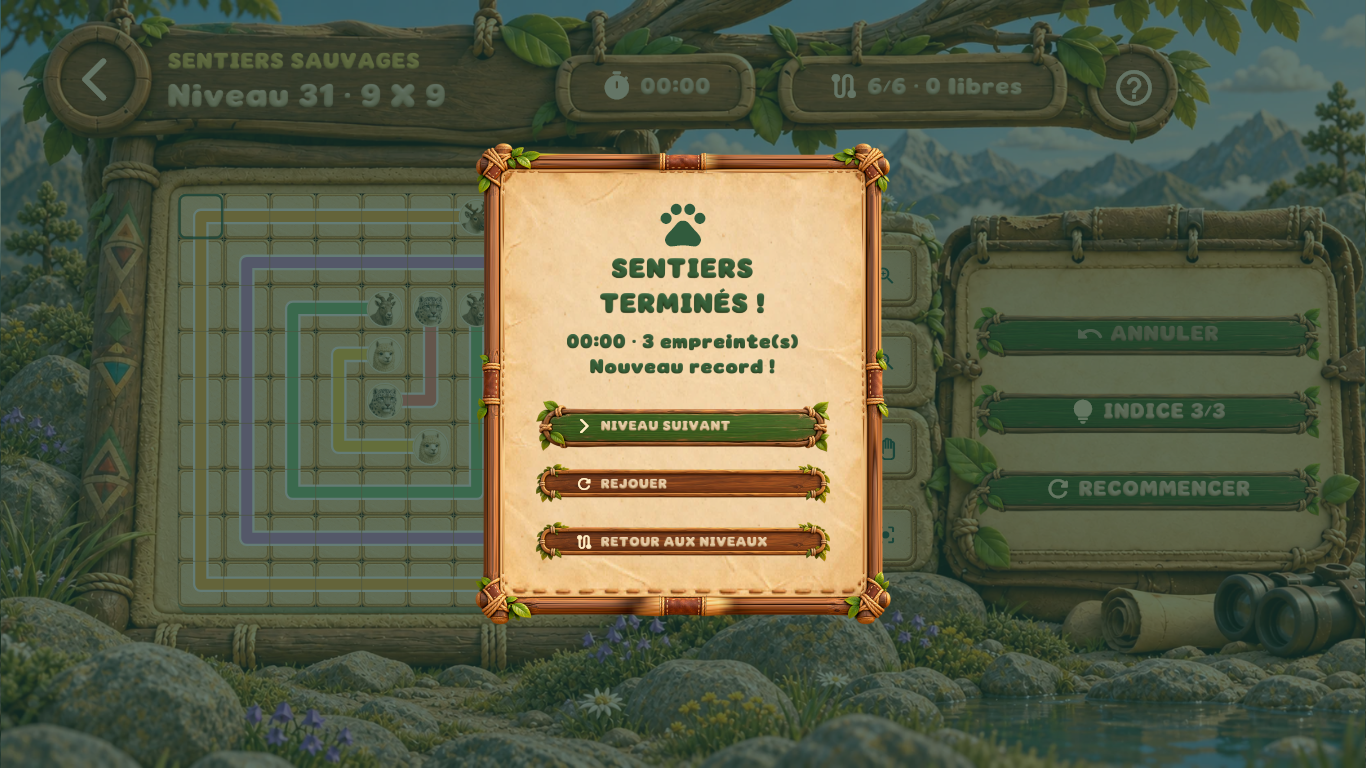 SENTIERS SAUVAGES
Niveau 31 · 9 X 9
00:00
6/6 · 0 libres
?
SENTIERS
TERMINÉS !
00:00 · 3 empreinte(s)
Nouveau record !
NIVEAU SUIVANT
REJOUER
RETOUR AUX NIVEAUX
ANNULER
INDICE 3/3
RECOMMENCER